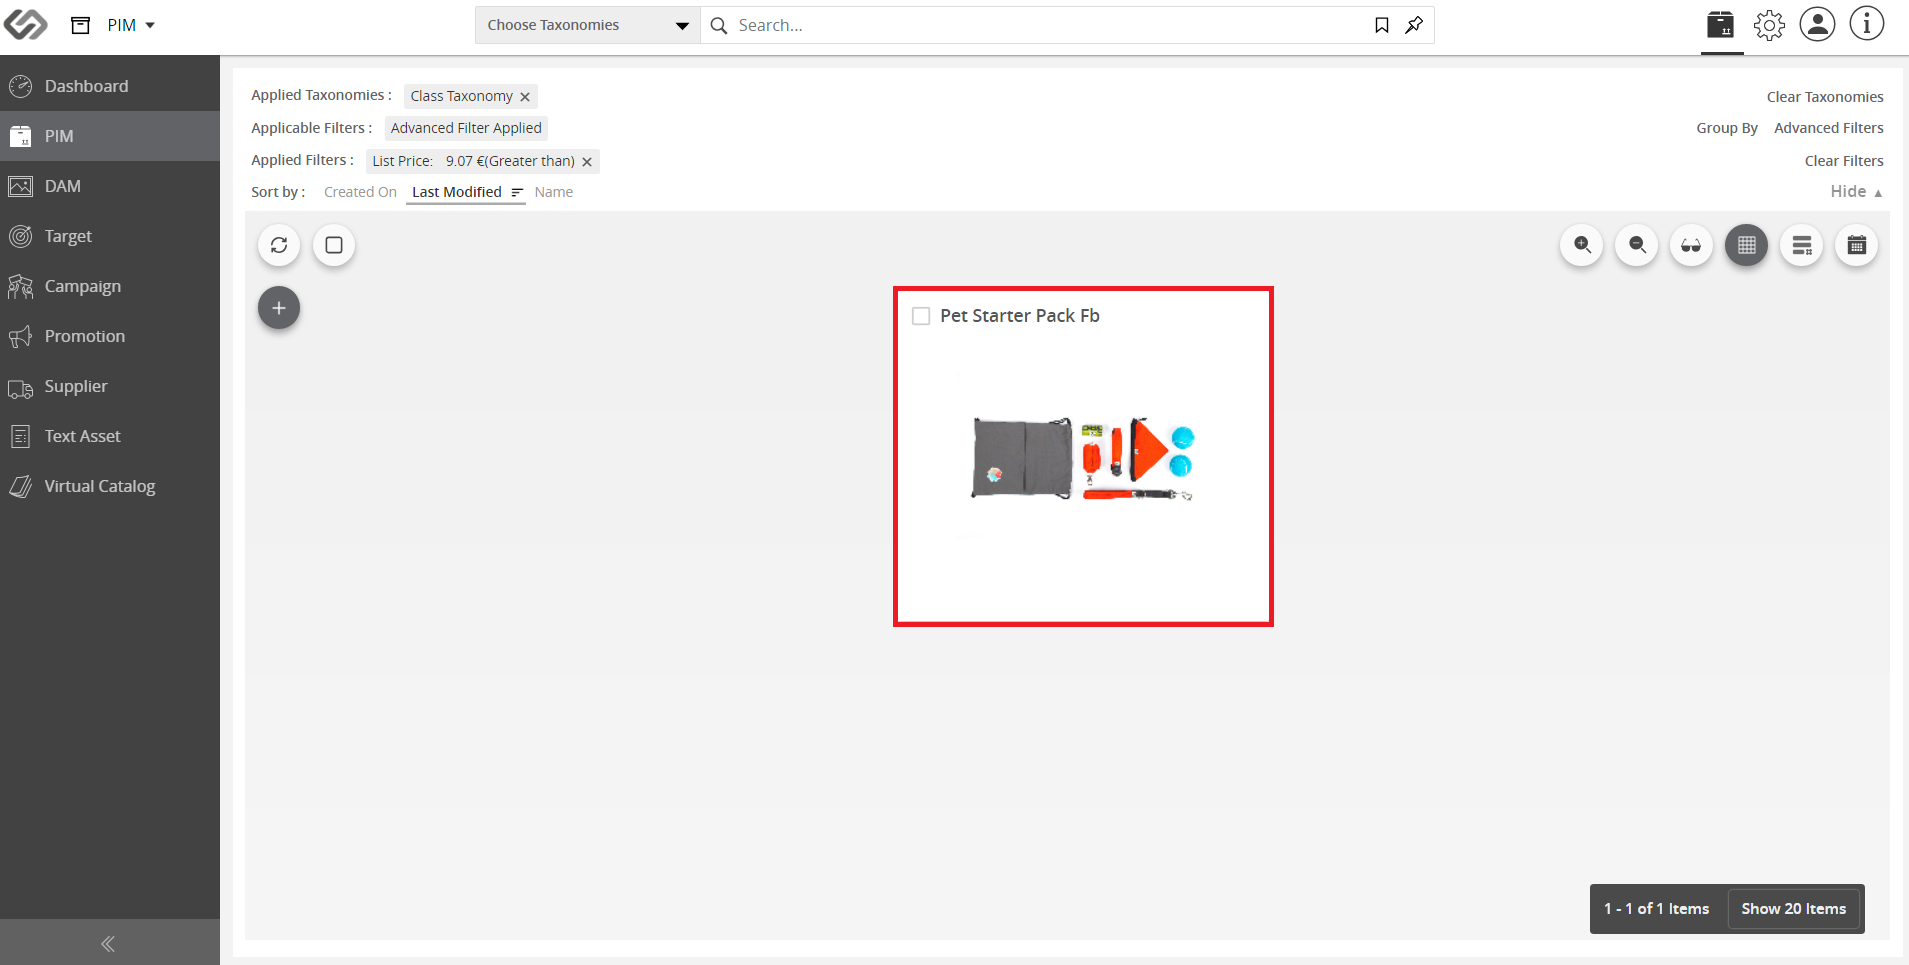 PIM
Choose Taxonomies
Search...
Dashboard
PIM
DAM
Target
Campaign
Promotion
Supplier
Text Asset
Virtual Catalog
Applied Taxonomies : Class Taxonomy Clear Taxonomies
Applicable Filters : Advanced Filter Applied Group By Advanced Filters
Applied Filters : List Price: 9.07 €(Greater than) Clear Filters
Sort by : Created On Last Modified Name Hide
Pet Starter Pack Fb
1 - 1 of 1 Items Show 20 Items